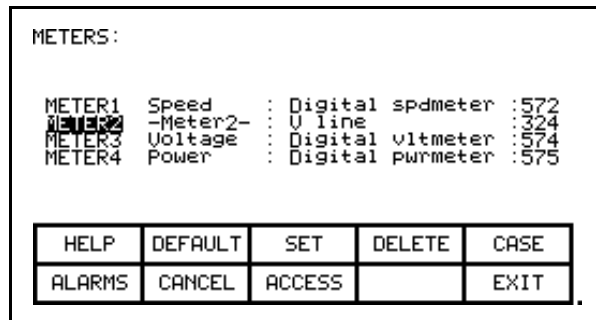 METERS:
METER1 Speed : Digital spdmeter :572
METER2 -Meter2- : V line :324
METER3 Voltage : Digital vltmeter :574
METER4 Power : Digital pwrmeter :575
HELP DEFAULT SET DELETE CASE
ALARMS CANCEL ACCESS EXIT